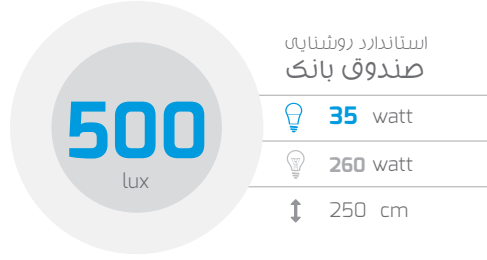 استاندارد روشنایی
صندوق بانک
500
lux
35 watt
260 watt
250 cm